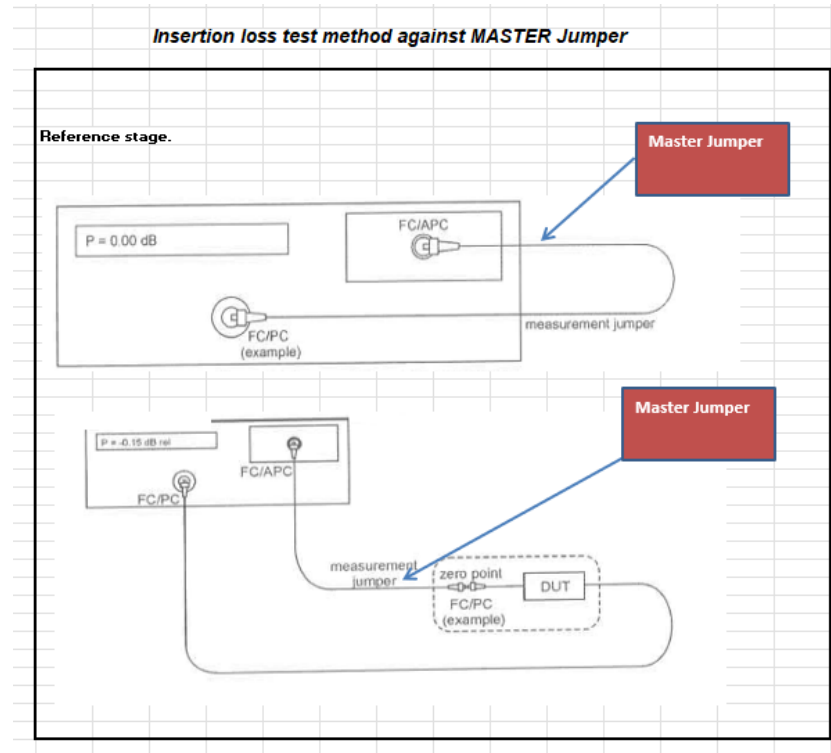 Insertion loss test method against MASTER Jumper
Reference stage.
Master Jumper
P = 0.00 dB
FC/APC
FC/PC
(example)
measurement jumper
Master Jumper
P = -0.15 dB rel
FC/APC
FC/PC
measurement
jumper
zero point
FC/PC
(example)
DUT